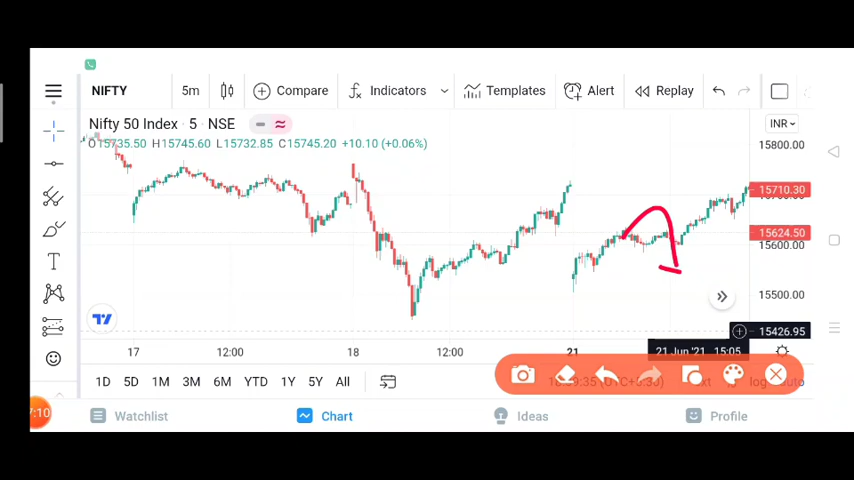 NIFTY 5m Compare Indicators Templates Alert Replay
Nifty 50 Index · 5 · NSE INR
O15735.50 H15745.60 L15732.85 C15745.20 +10.10 (+0.06%)
15800.00
15710.30
15624.50
15600.00
15500.00
15426.95
17 12:00 18 12:00 21 21 Jun '21 15:05
1D 5D 1M 3M 6M YTD 1Y 5Y All
7:10
Watchlist Chart Ideas Profile